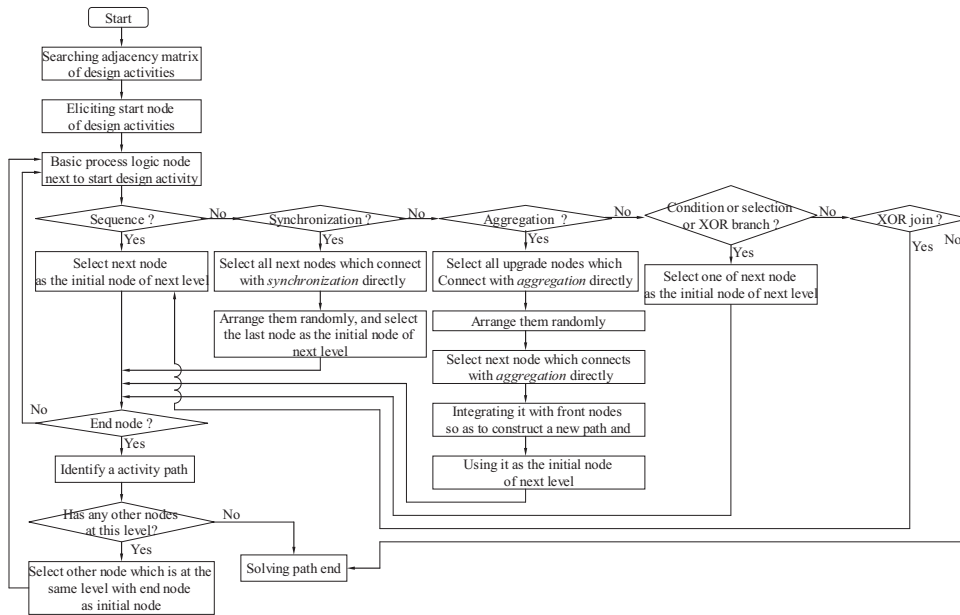 Start
Searching adjacency matrix
of design activities
Eliciting start node
of design activities
Basic process logic node
next to start design activity
Sequence ?
No
Synchronization ?
No
Aggregation ?
No
Condition or selection
or XOR branch ?
No
XOR join ?
Yes
Yes
Yes
Yes
Yes
No
Select next node
as the initial node of next level
Select all next nodes which connect
with synchronization directly
Arrange them randomly, and select
the last node as the initial node of
next level
Select all upgrade nodes which
Connect with aggregation directly
Arrange them randomly
Select next node which connects
with aggregation directly
Integrating it with front nodes
so as to construct a new path and
Using it as the initial node
of next level
Select one of next node
as the initial node of next level
No
End node ?
Yes
Identify a activity path
Has any other nodes
at this level?
No
Yes
Select other node which is at the
same level with end node
as initial node
Solving path end